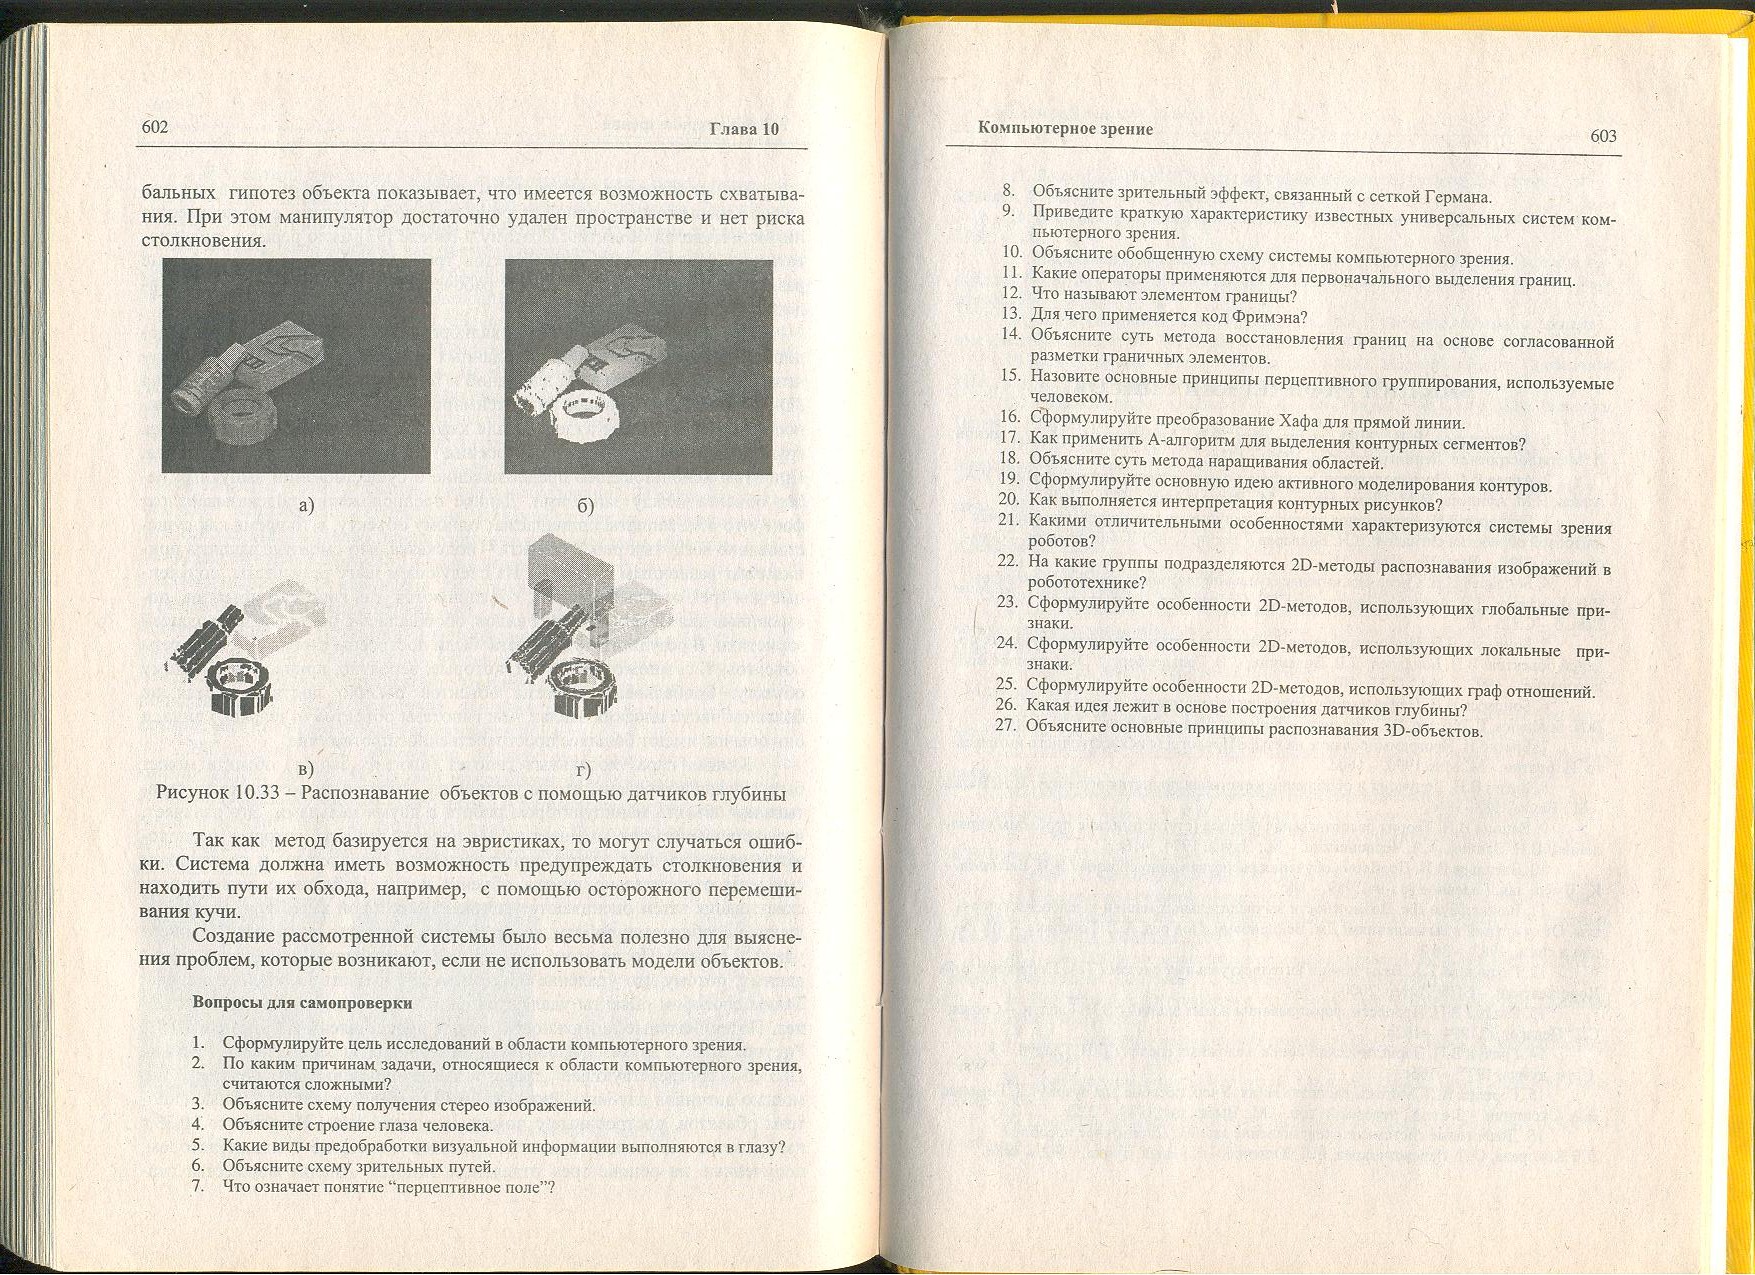 602
Глава 10
бальных гипотез объекта показывает, что имеется возможность схватыва-
ния. При этом манипулятор достаточно удален пространстве и нет риска
столкновения.
а)
б)
в)
г)
Рисунок 10.33 – Распознавание объектов с помощью датчиков глубины
Так как метод базируется на эвристиках, то могут случаться ошиб-
ки. Система должна иметь возможность предупреждать столкновения и
находить пути их обхода, например, с помощью осторожного перемеши-
вания кучи.
Создание рассмотренной системы было весьма полезно для выясне-
ния проблем, которые возникают, если не использовать модели объектов.
Вопросы для самопроверки
1. Сформулируйте цель исследований в области компьютерного зрения.
2. По каким причинам задачи, относящиеся к области компьютерного зрения,
считаются сложными?
3. Объясните схему получения стерео изображений.
4. Объясните строение глаза человека.
5. Какие виды предобработки визуальной информации выполняются в глазу?
6. Объясните схему зрительных путей.
7. Что означает понятие “перцептивное поле”?
Компьютерное зрение
603
8. Объясните зрительный эффект, связанный с сеткой Германа.
9. Приведите краткую характеристику известных универсальных систем ком-
пьютерного зрения.
10. Объясните обобщенную схему системы компьютерного зрения.
11. Какие операторы применяются для первоначального выделения границ.
12. Что называют элементом границы?
13. Для чего применяется код Фримэна?
14. Объясните суть метода восстановления границ на основе согласованной
разметки граничных элементов.
15. Назовите основные принципы перцептивного группирования, используемые
человеком.
16. Сформулируйте преобразование Хафа для прямой линии.
17. Как применить А-алгоритм для выделения контурных сегментов?
18. Объясните суть метода наращивания областей.
19. Сформулируйте основную идею активного моделирования контуров.
20. Как выполняется интерпретация контурных рисунков?
21. Какими отличительными особенностями характеризуются системы зрения
роботов?
22. На какие группы подразделяются 2D-методы распознавания изображений в
робототехнике?
23. Сформулируйте особенности 2D-методов, использующих глобальные при-
знаки.
24. Сформулируйте особенности 2D-методов, использующих локальные при-
знаки.
25. Сформулируйте особенности 2D-методов, использующих граф отношений.
26. Какая идея лежит в основе построения датчиков глубины?
27. Объясните основные принципы распознавания 3D-объектов.